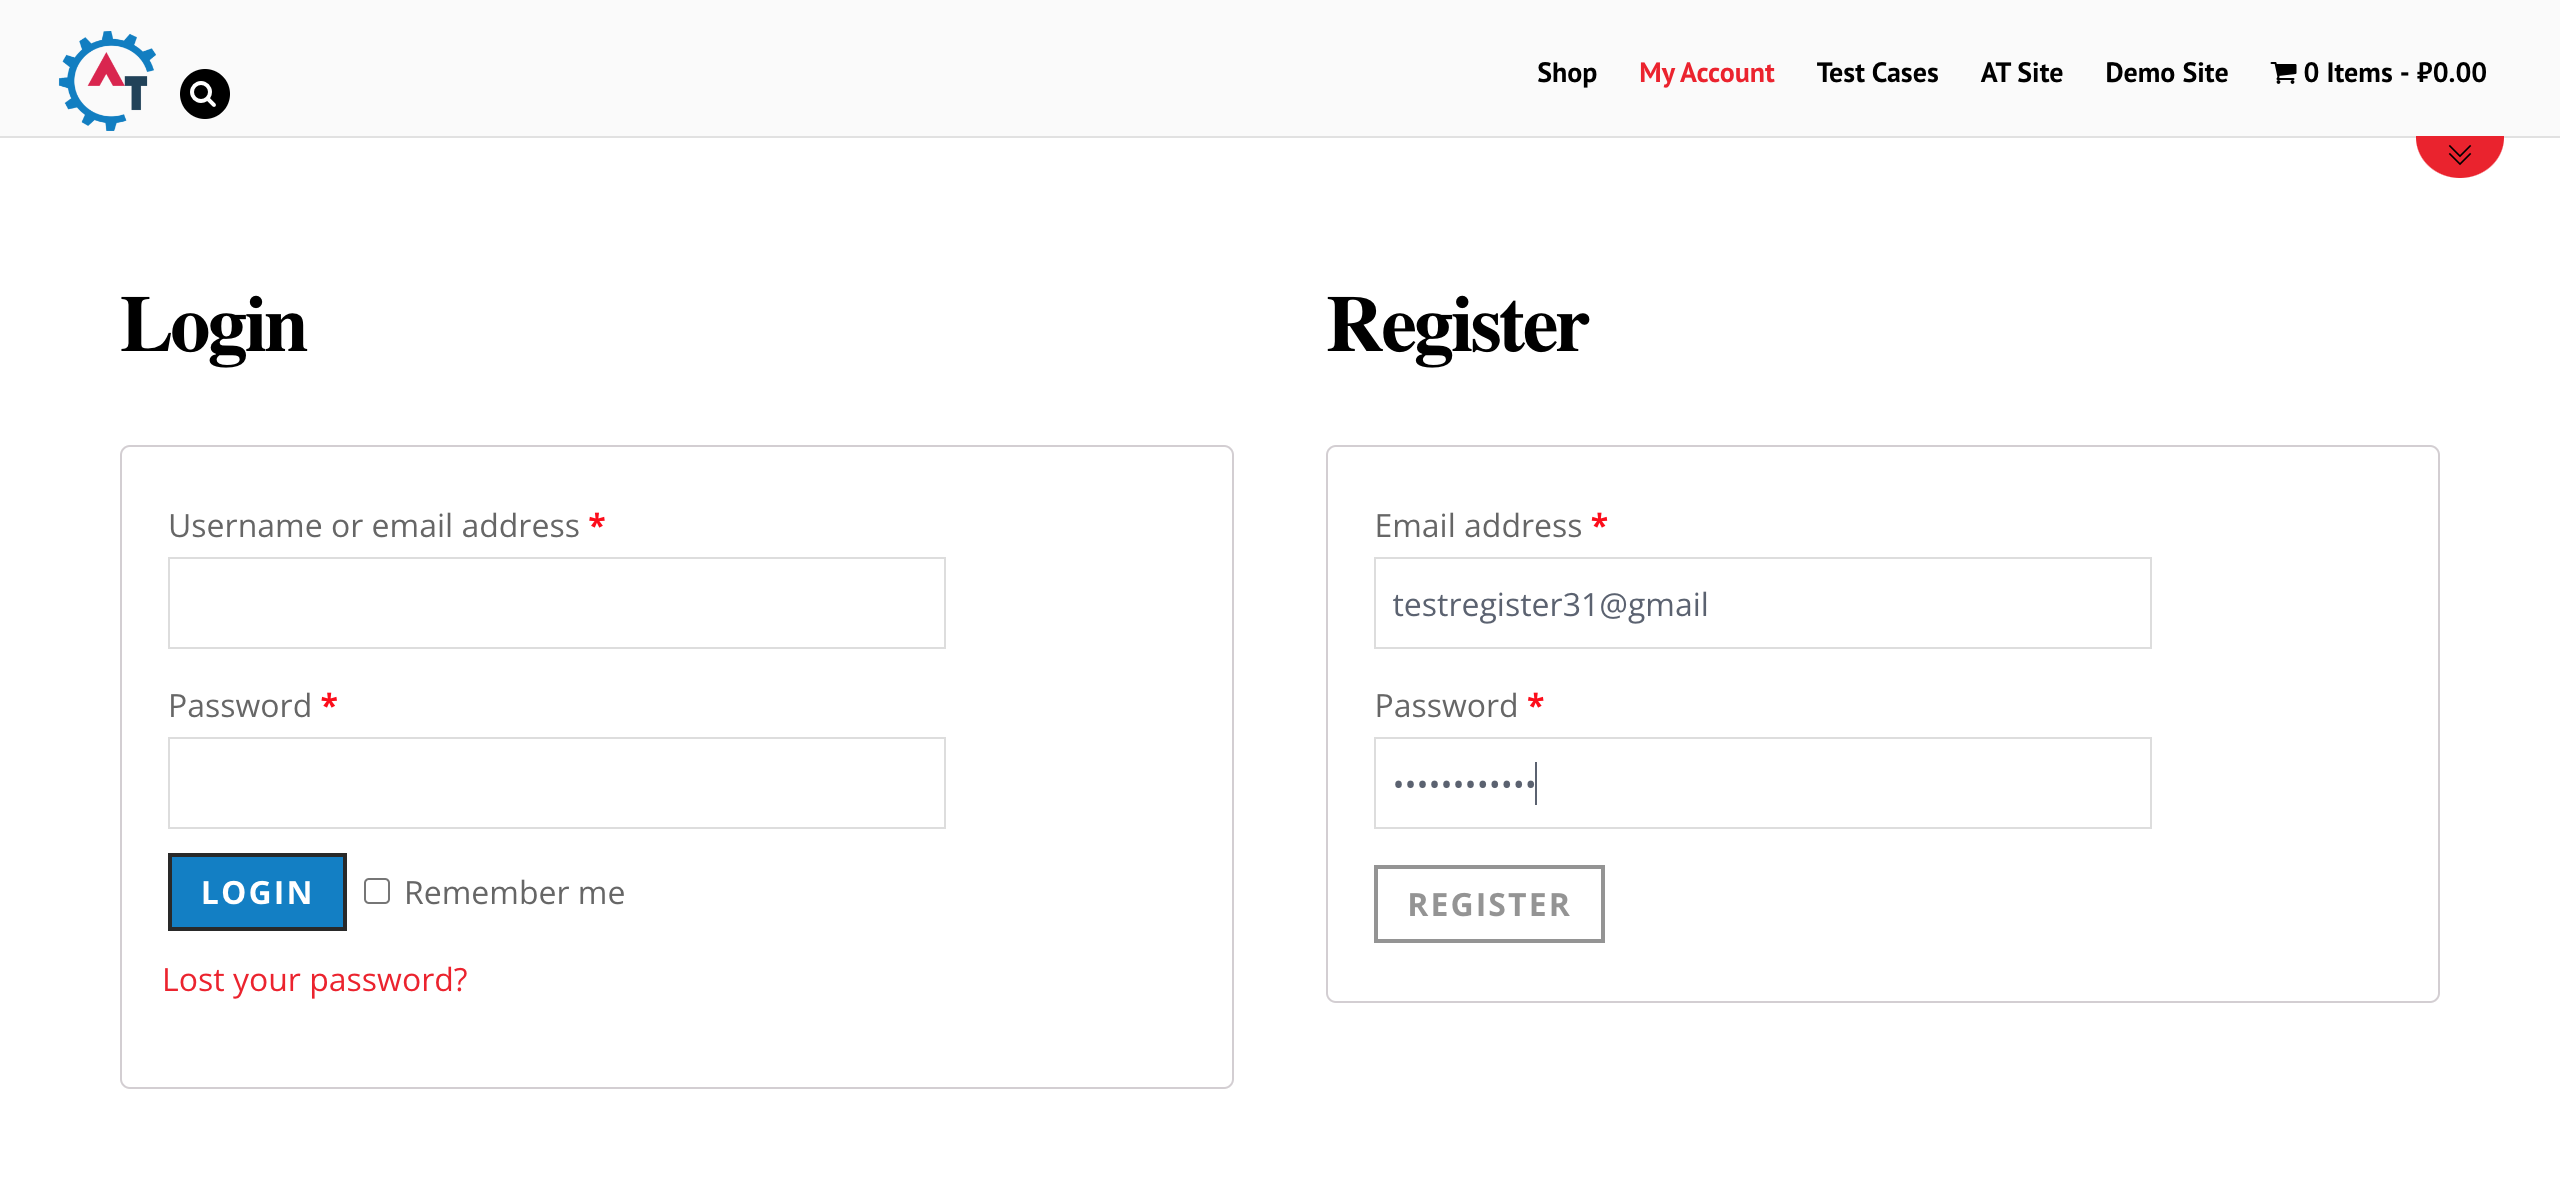 AT
Shop My Account Test Cases AT Site Demo Site 0 Items - ₽0.00
Login
Username or email address *
Password *
LOGIN Remember me
Lost your password?
Register
Email address *
testregister31@gmail
Password *
••••••••••••
REGISTER